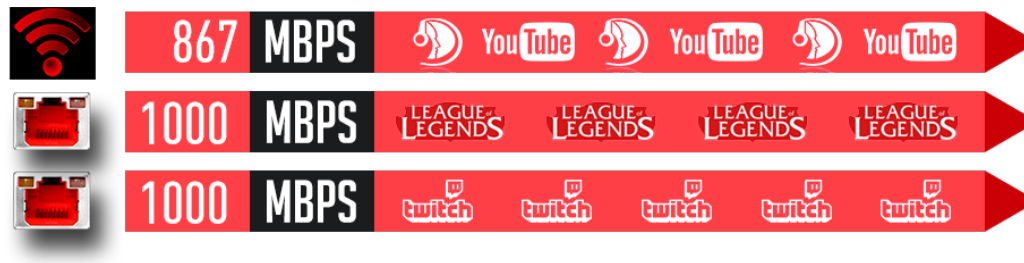 867 MBPS YouTube YouTube YouTube
1000 MBPS LEAGUE of LEGENDS LEAGUE of LEGENDS LEAGUE of LEGENDS LEAGUE of LEGENDS
1000 MBPS twitch twitch twitch twitch twitch